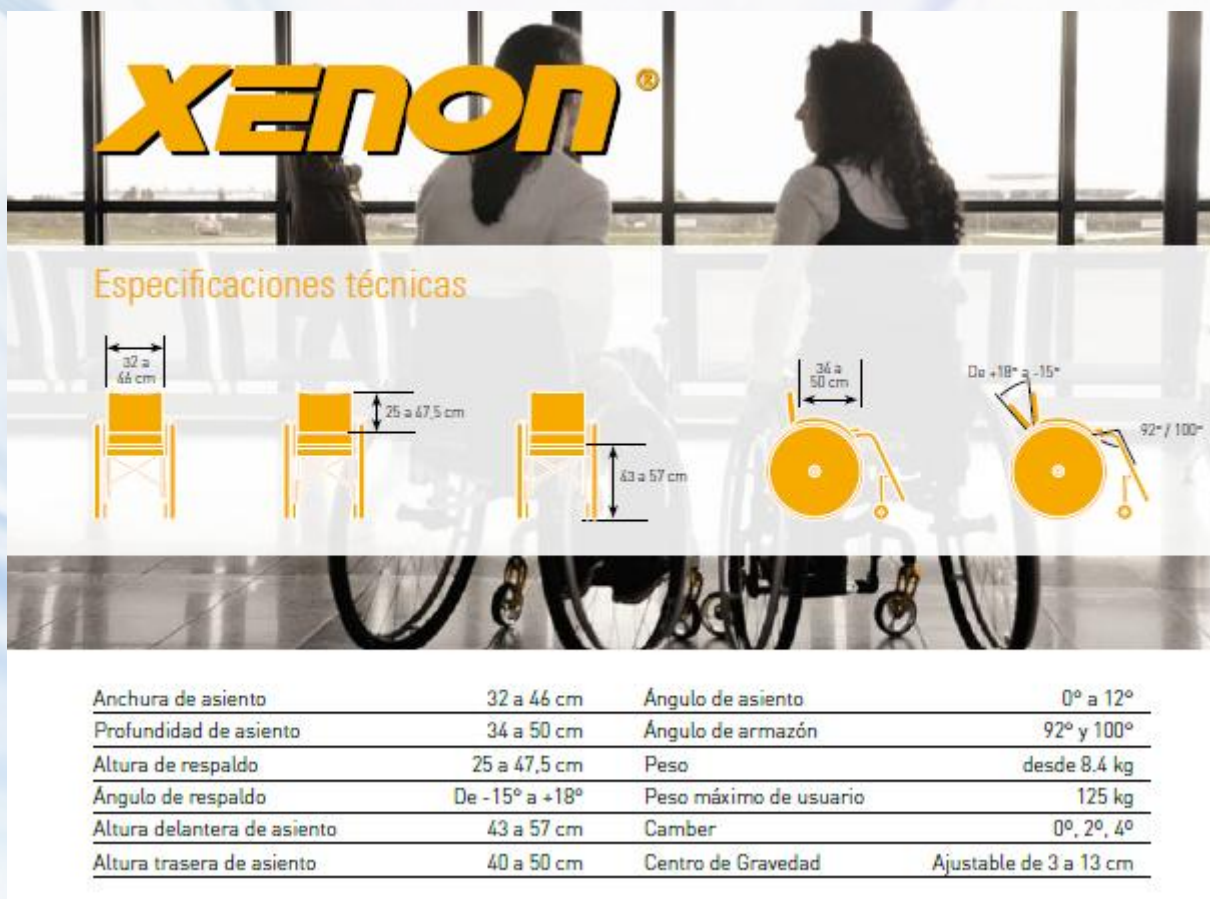 XENON®
Especificaciones técnicas
32 a
46 cm
25 a 47,5 cm
43 a 57 cm
34 a
50 cm
De +18° a -15°
92° / 100°
Anchura de asiento 32 a 46 cm Ángulo de asiento 0° a 12°
Profundidad de asiento 34 a 50 cm Ángulo de armazón 92° y 100°
Altura de respaldo 25 a 47,5 cm Peso desde 8.4 kg
Ángulo de respaldo De -15° a +18° Peso máximo de usuario 125 kg
Altura delantera de asiento 43 a 57 cm Camber 0°, 2°, 4°
Altura trasera de asiento 40 a 50 cm Centro de Gravedad Ajustable de 3 a 13 cm